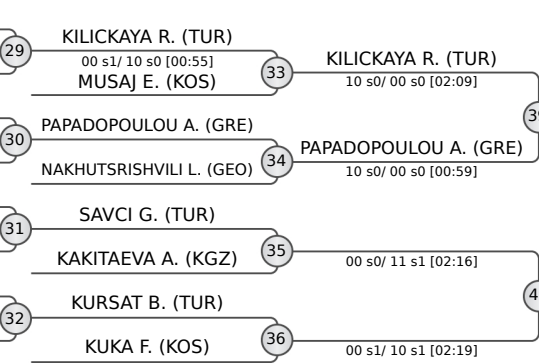 KILICKAYA R. (TUR)
29
00 s1/ 10 s0 [00:55]
MUSAJ E. (KOS)
33
KILICKAYA R. (TUR)
10 s0/ 00 s0 [02:09]
PAPADOPOULOU A. (GRE)
30
NAKHUTSRISHVILI L. (GEO)
34
PAPADOPOULOU A. (GRE)
10 s0/ 00 s0 [00:59]
SAVCI G. (TUR)
31
KAKITAEVA A. (KGZ)
35
00 s0/ 11 s1 [02:16]
KURSAT B. (TUR)
32
KUKA F. (KOS)
36
00 s1/ 10 s1 [02:19]